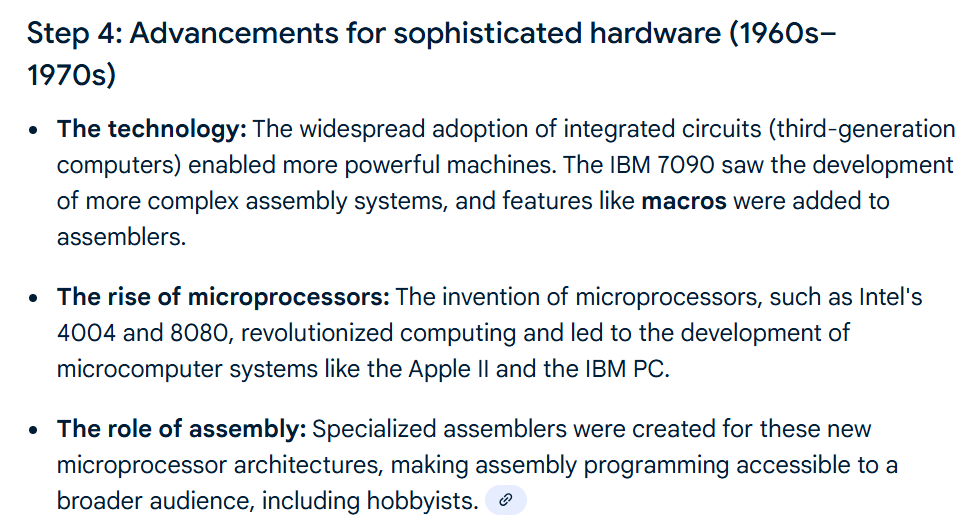 Step 4: Advancements for sophisticated hardware (1960s–
1970s)
• The technology: The widespread adoption of integrated circuits (third-generation
computers) enabled more powerful machines. The IBM 7090 saw the development
of more complex assembly systems, and features like macros were added to
assemblers.
• The rise of microprocessors: The invention of microprocessors, such as Intel's
4004 and 8080, revolutionized computing and led to the development of
microcomputer systems like the Apple II and the IBM PC.
• The role of assembly: Specialized assemblers were created for these new
microprocessor architectures, making assembly programming accessible to a
broader audience, including hobbyists.